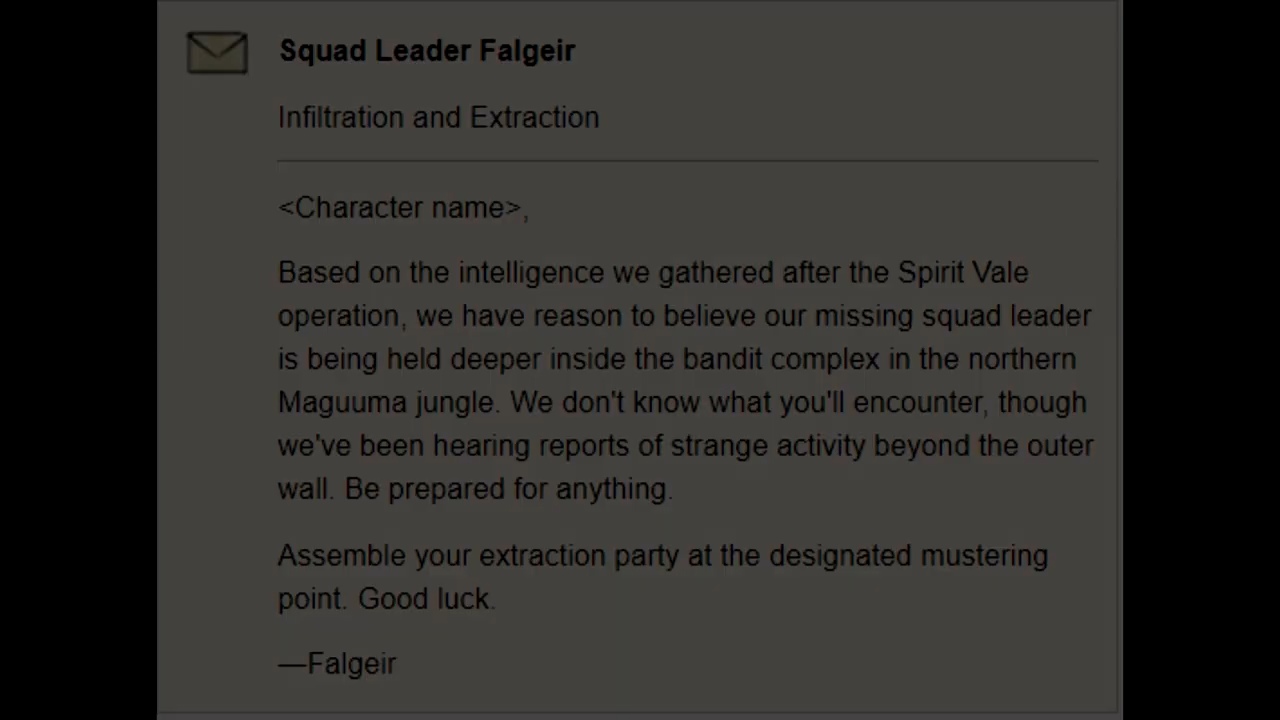 Squad Leader Falgeir
Infiltration and Extraction
<Character name>,
Based on the intelligence we gathered after the Spirit Vale
operation, we have reason to believe our missing squad leader
is being held deeper inside the bandit complex in the northern
Maguuma jungle. We don't know what you'll encounter, though
we've been hearing reports of strange activity beyond the outer
wall. Be prepared for anything.
Assemble your extraction party at the designated mustering
point. Good luck.
—Falgeir